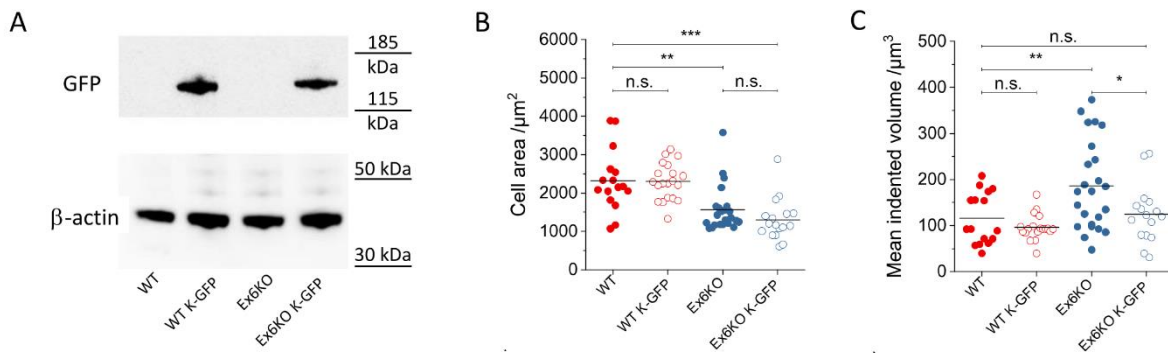 A
GFP
185
kDa
115
kDa
β-actin
50 kDa
30 kDa
WT
WT K-GFP
Ex6KO
Ex6KO K-GFP
B
Cell area /µm²
6000
5000
4000
3000
2000
1000
0
***
**
n.s.
n.s.
WT
WT K-GFP
Ex6KO
Ex6KO K-GFP
C
Mean indented volume /µm³
500
400
300
200
100
0
n.s.
**
*
n.s.
WT
WT K-GFP
Ex6KO
Ex6KO K-GFP